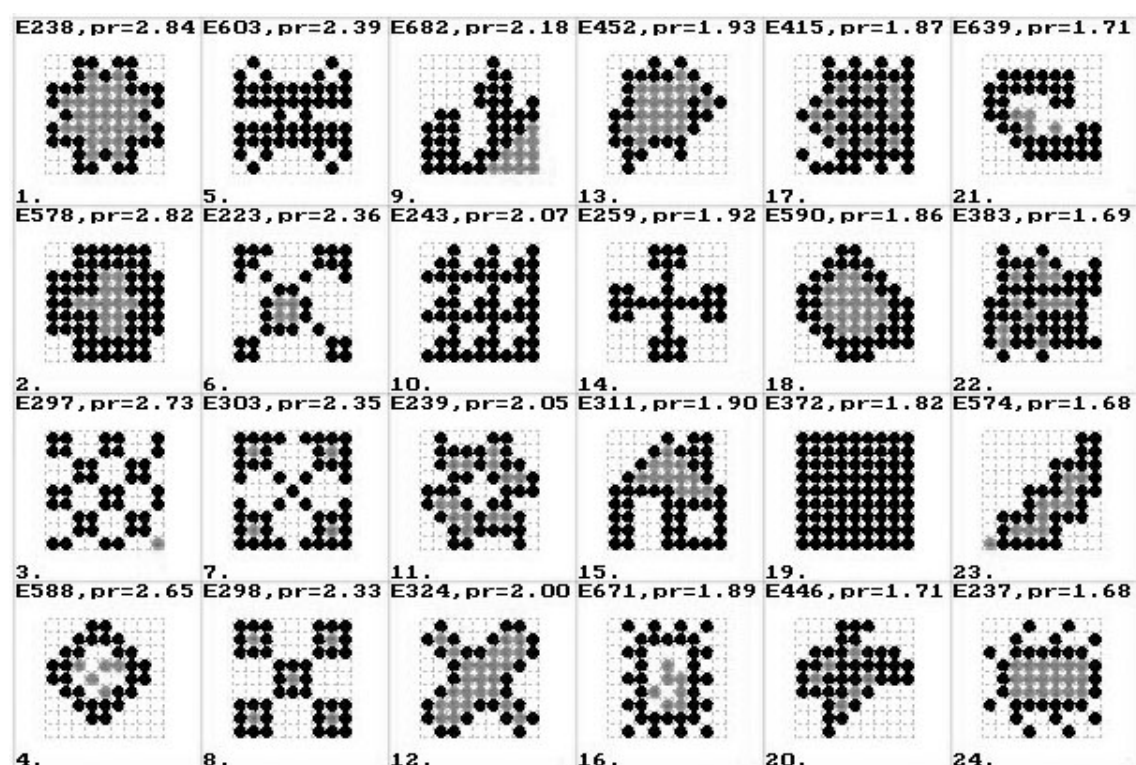 E238,pr=2.84 E603,pr=2.39 E682,pr=2.18 E452,pr=1.93 E415,pr=1.87 E639,pr=1.71
1. 5. 9. 13. 17. 21.
E578,pr=2.82 E223,pr=2.36 E243,pr=2.07 E259,pr=1.92 E590,pr=1.86 E383,pr=1.69
2. 6. 10. 14. 18. 22.
E297,pr=2.73 E303,pr=2.35 E239,pr=2.05 E311,pr=1.90 E372,pr=1.82 E574,pr=1.68
3. 7. 11. 15. 19. 23.
E588,pr=2.65 E298,pr=2.33 E324,pr=2.00 E671,pr=1.89 E446,pr=1.71 E237,pr=1.68
4. 8. 12. 16. 20. 24.